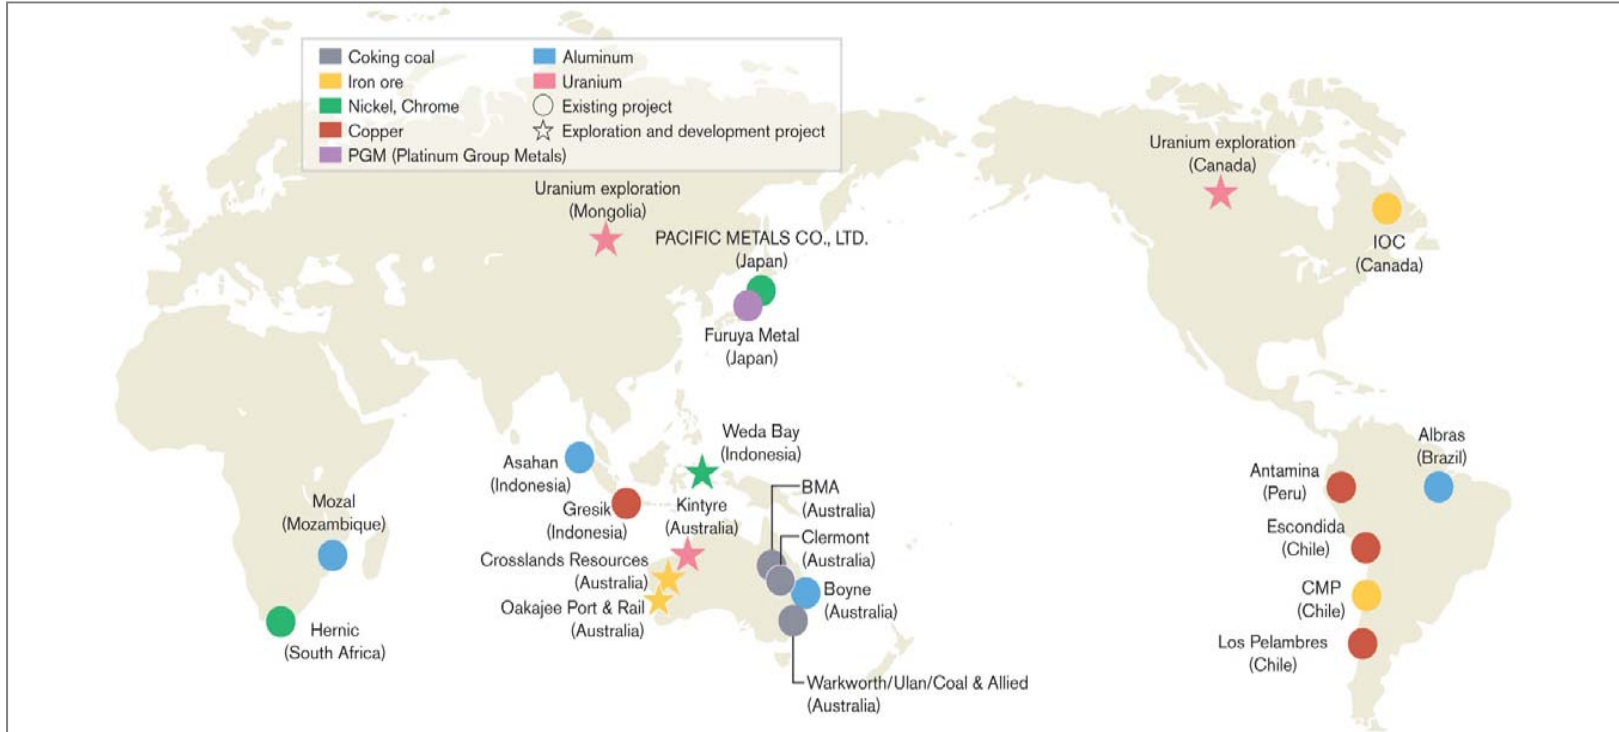 Coking coal
Iron ore
Nickel, Chrome
Copper
PGM (Platinum Group Metals)
Aluminum
Uranium
Existing project
Exploration and development project
Uranium exploration
(Mongolia)
PACIFIC METALS CO., LTD.
(Japan)
Furuya Metal
(Japan)
Uranium exploration
(Canada)
IOC
(Canada)
Weda Bay
(Indonesia)
Asahan
(Indonesia)
Gresik
(Indonesia)
Kintyre
(Australia)
BMA
(Australia)
Clermont
(Australia)
Crosslands Resources
(Australia)
Boyne
(Australia)
Oakajee Port & Rail
(Australia)
Warkworth/Ulan/Coal & Allied
(Australia)
Mozal
(Mozambique)
Hernic
(South Africa)
Albras
(Brazil)
Antamina
(Peru)
Escondida
(Chile)
CMP
(Chile)
Los Pelambres
(Chile)